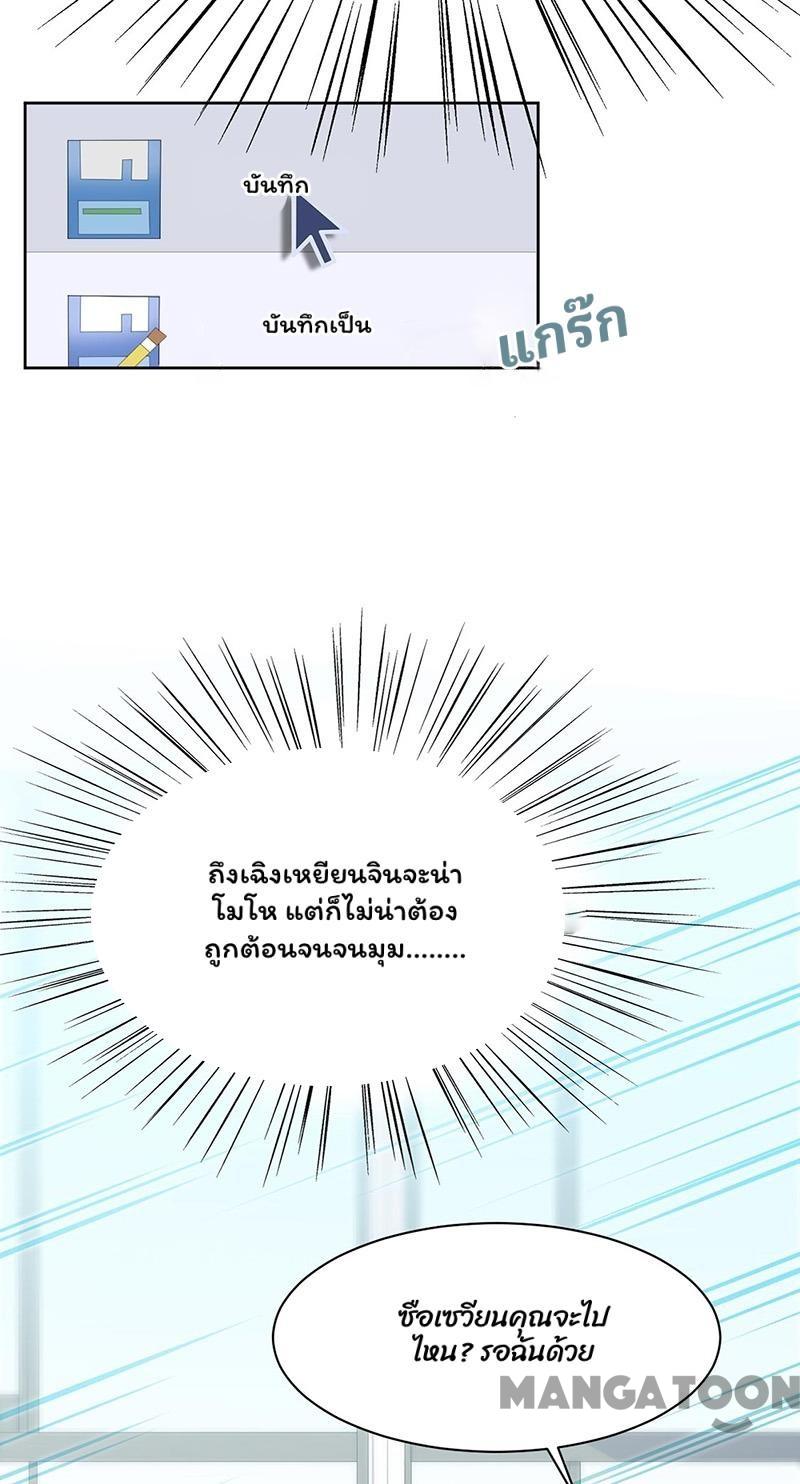 บันทึก
บันทึกเป็น
แกร๊ก
ถึงเฉิงเหยียนจินจะน่า
โมโห แต่ก็ไม่น่าต้อง
ถูกต้อนจนจนมุม........
ซือเซวียนคุณจะไป
ไหน? รอฉันด้วย
MANGATOON